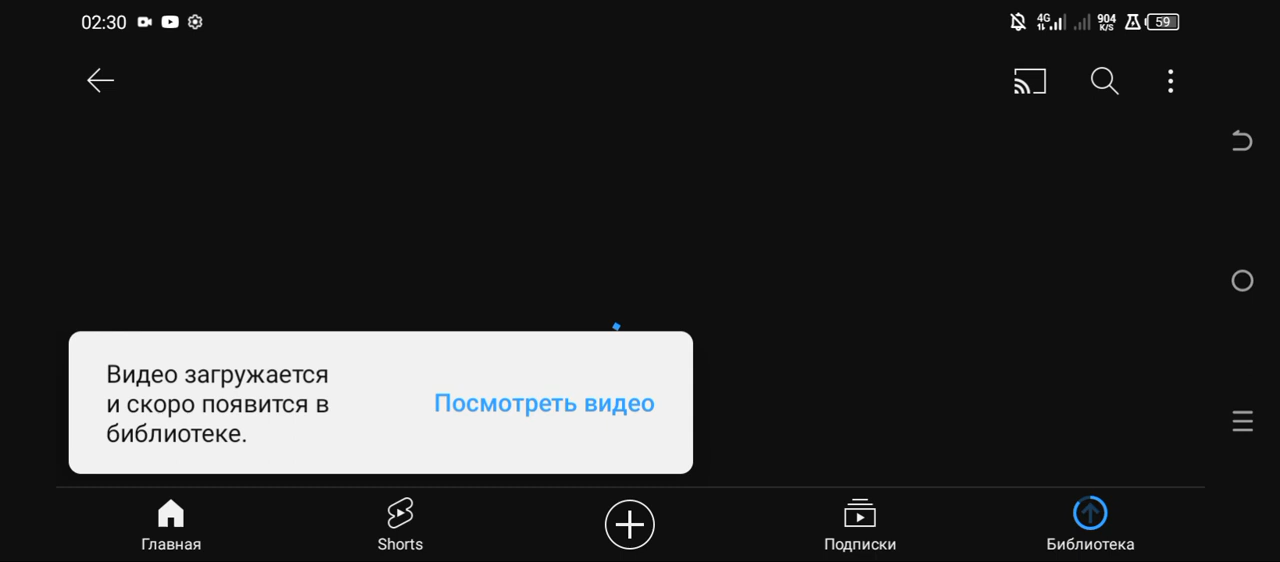 02:30
4G
904
K/S
59
Видео загружается
и скоро появится в
библиотеке.
Посмотреть видео
Главная
Shorts
Подписки
Библиотека